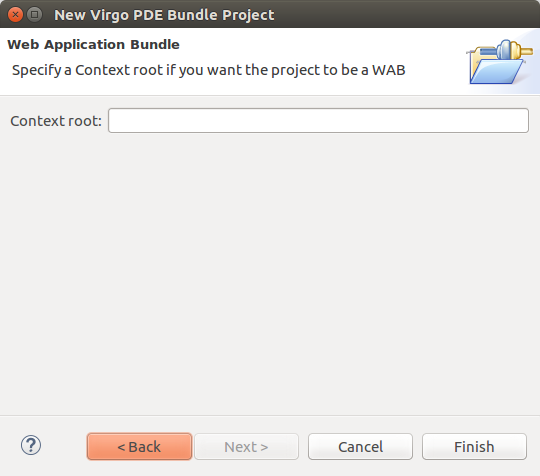 New Virgo PDE Bundle Project
Web Application Bundle
Specify a Context root if you want the project to be a WAB
Context root:
?
< Back
Next >
Cancel
Finish